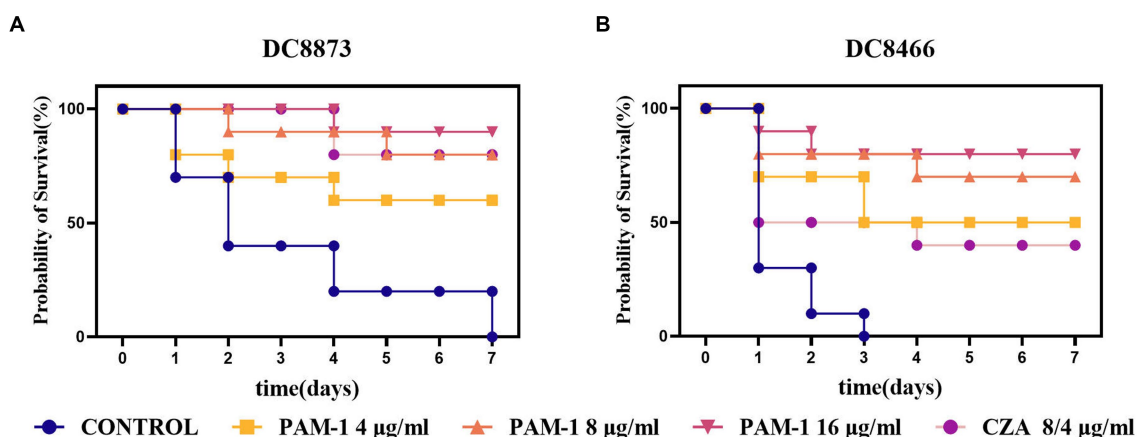 A
DC8873
Probability of Survival(%)
100
50
0
0 1 2 3 4 5 6 7
time(days)
B
DC8466
Probability of Survival(%)
100
50
0
0 1 2 3 4 5 6 7
time(days)
CONTROL PAM-1 4 μg/ml PAM-1 8 μg/ml PAM-1 16 μg/ml CZA 8/4 μg/ml